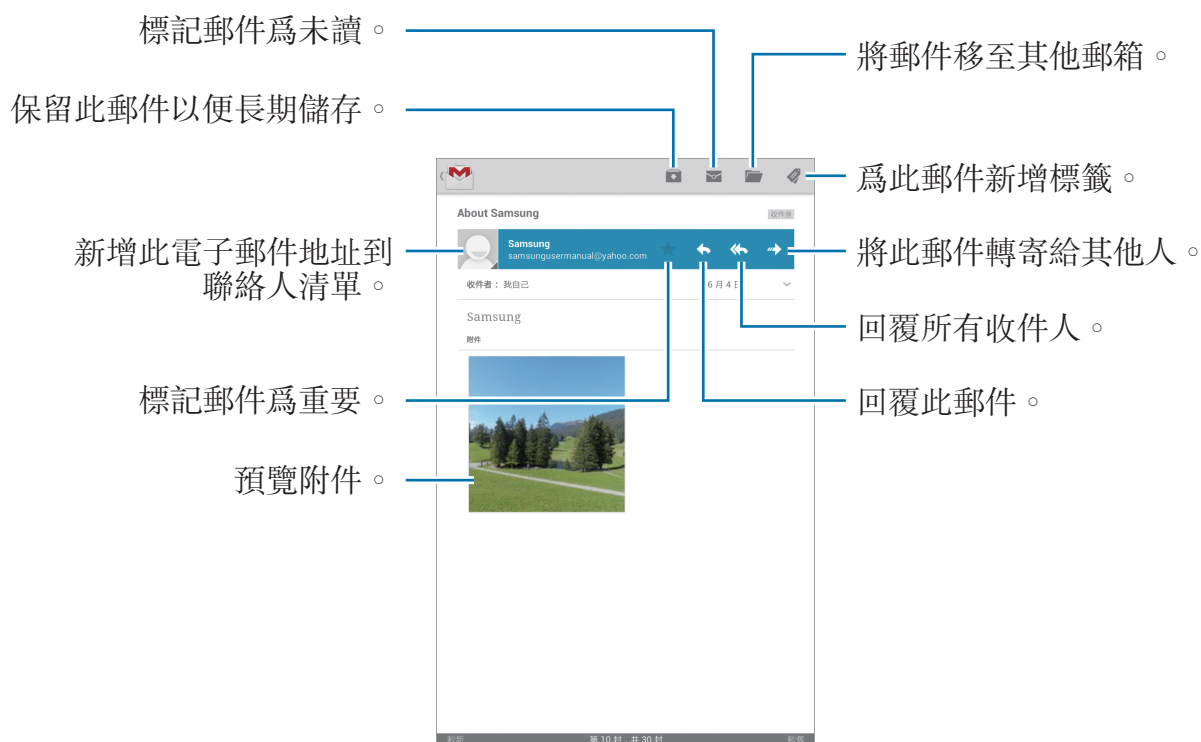 標記郵件爲未讀。
將郵件移至其他郵箱。
保留此郵件以便長期儲存。
爲此郵件新增標籤。
About Samsung
收件匣
新增此電子郵件地址到
聯絡人清單。
Samsung
samsungusermanual@yahoo.com
將此郵件轉寄給其他人。
收件者： 我自己
6 月 4 日
Samsung
回覆所有收件人。
附件
標記郵件爲重要。
回覆此郵件。
預覽附件。
較新
第 10 封，共 30 封
較舊